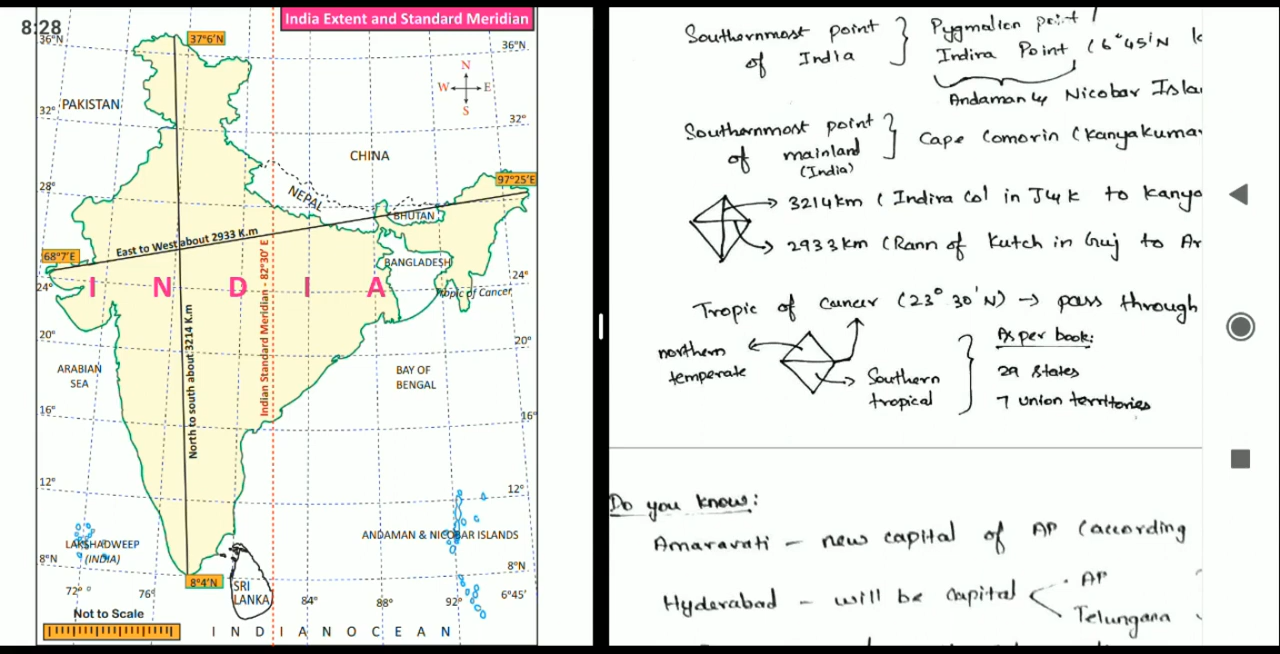 8:28
India Extent and Standard Meridian
36°N
37°6'N
36°N
N
W E
S
PAKISTAN
32°
32°
CHINA
28°
28°
NEPAL
97°25'E
BHUTAN
East to West about 2933 K.m
68°7'E
BANGLADESH
24°
I N D I A
24°
Tropic of Cancer
Indian Standard Meridian - 82°30' E
North to south about 3214 K.m
20°
20°
ARABIAN
SEA
BAY OF
BENGAL
16°
16°
12°
12°
LAKSHADWEEP
(INDIA)
ANDAMAN & NICOBAR ISLANDS
8°N
8°N
8°4'N
SRI
LANKA
72° °
76°
84°
88°
92°
6°45'
Not to Scale
I N D I A N O C E A N
Southernmost point
of India
Pygmalion point
Indira Point (6°45'N
Andaman & Nicobar
Southernmost point
of mainland
(India)
Cape Comorin
3214km (Indira Col in J&K to
2933km (Rann of Kutch in Guj to
Tropic of Cancer (23° 30'N) → pass through
northern
temperate
Southern
tropical
As per book:
29 states
7 union territories
Do you know:
Amaravati - new capital of AP (according
Hyderabad - will be capital
AP
Telungana